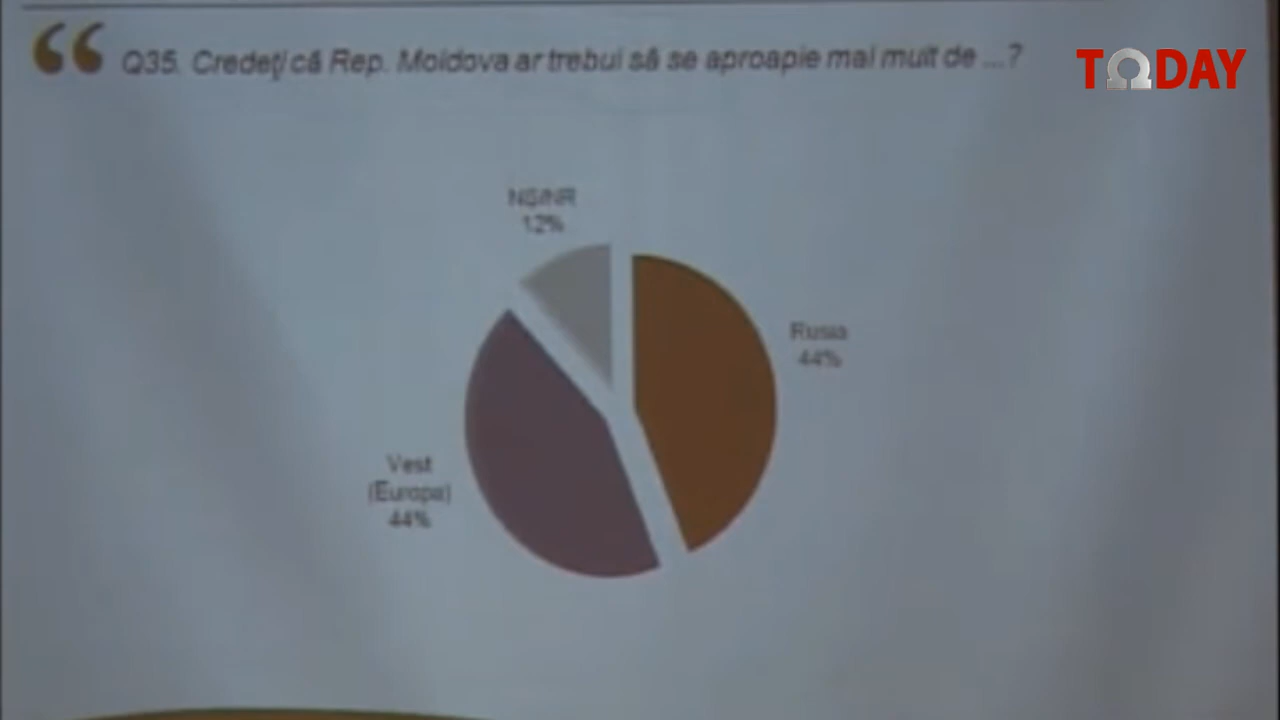 Q35. Credeţi că Rep. Moldova ar trebui să se aproapie mai mult de ...?
TODAY
NS/NR
12%
Rusia
44%
Vest
(Europa)
44%